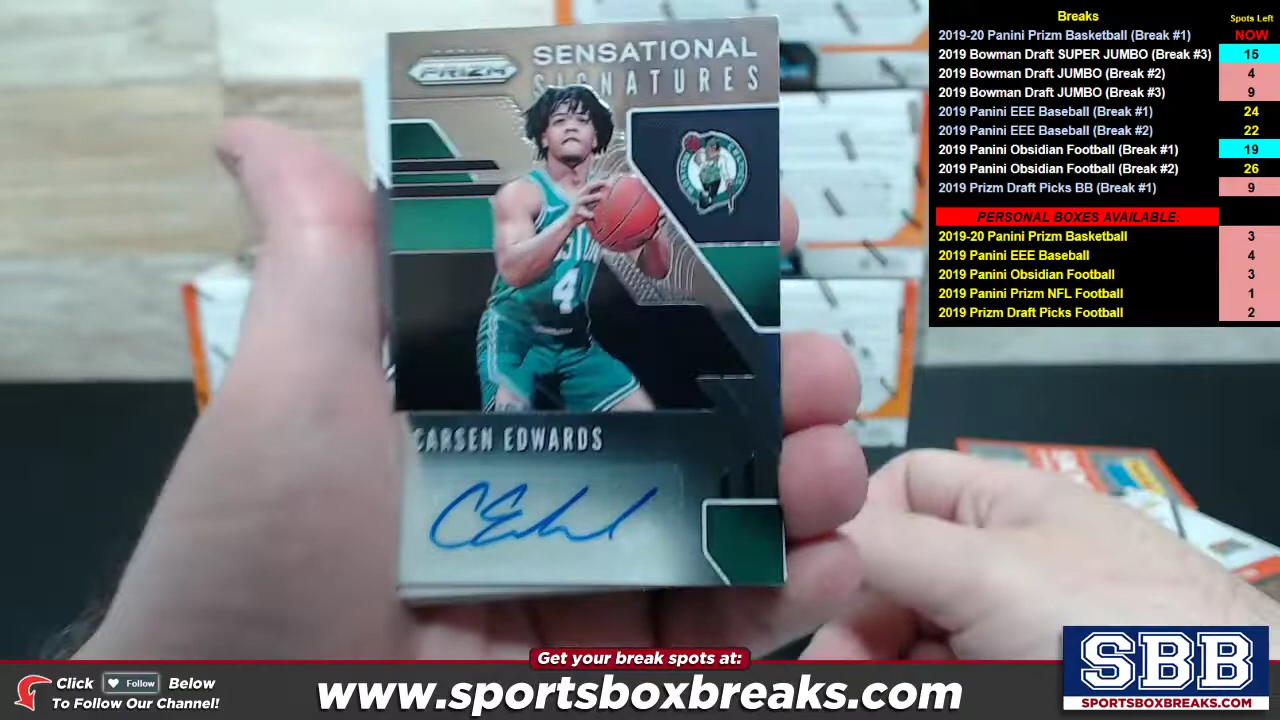 PRIZM
SENSATIONAL
SIGNATURES
4
CARSEN EDWARDS
Breaks
Spots Left
2019-20 Panini Prizm Basketball (Break #1) NOW
2019 Bowman Draft SUPER JUMBO (Break #3) 15
2019 Bowman Draft JUMBO (Break #2) 4
2019 Bowman Draft JUMBO (Break #3) 9
2019 Panini EEE Baseball (Break #1) 24
2019 Panini EEE Baseball (Break #2) 22
2019 Panini Obsidian Football (Break #1) 19
2019 Panini Obsidian Football (Break #2) 26
2019 Prizm Draft Picks BB (Break #1) 9
PERSONAL BOXES AVAILABLE:
2019-20 Panini Prizm Basketball 3
2019 Panini EEE Baseball 4
2019 Panini Obsidian Football 3
2019 Panini Prizm NFL Football 1
2019 Prizm Draft Picks Football 2
Get your break spots at:
www.sportsboxbreaks.com
Click Follow Below
To Follow Our Channel!
SBB
SPORTSBOXBREAKS.COM